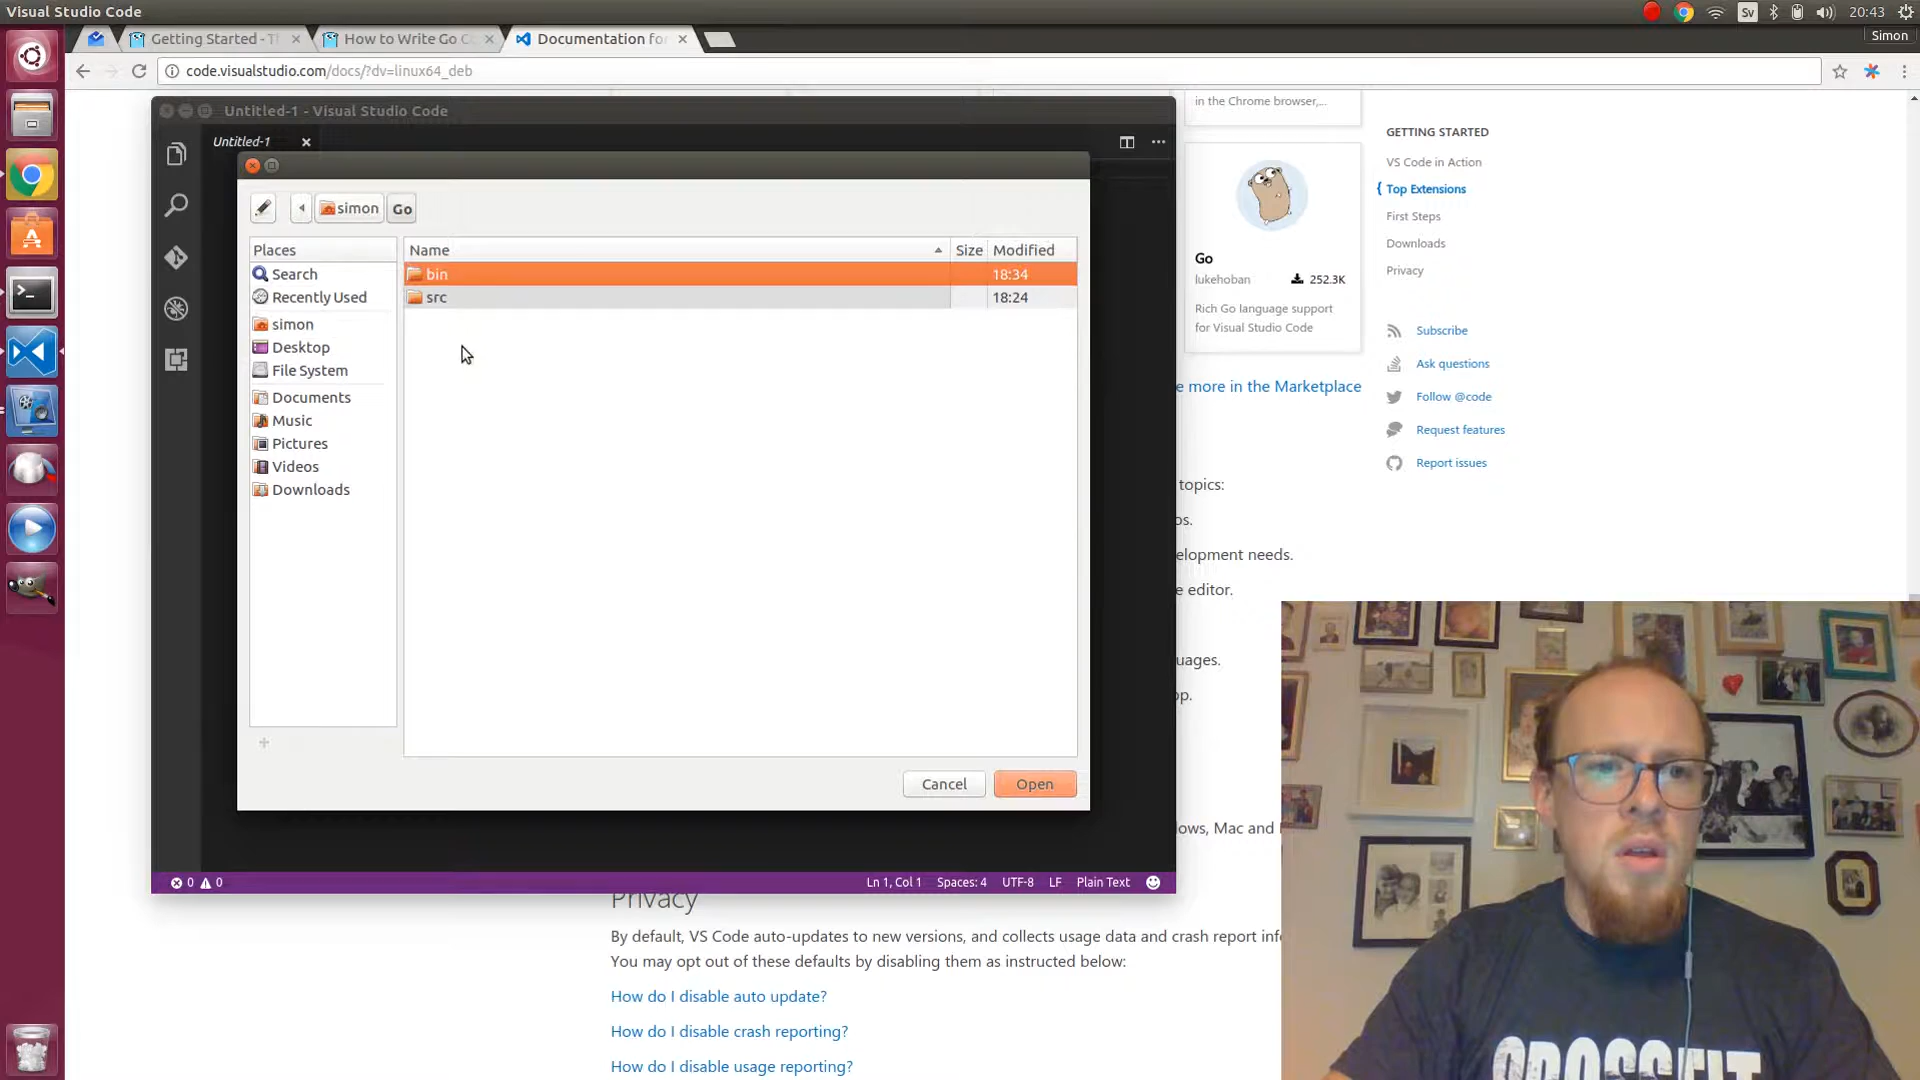 Visual Studio Code
Sv
20:43
Getting Started - T
How to Write Go C
Documentation for
Simon
code.visualstudio.com/docs/?dv=linux64_deb
in the Chrome browser,...
Untitled-1 - Visual Studio Code
Untitled-1
simon
Go
Places
Search
Recently Used
simon
Desktop
File System
Documents
Music
Pictures
Videos
Downloads
Name Size Modified
bin 18:34
src 18:24
Cancel
Open
0 0
Ln 1, Col 1 Spaces: 4 UTF-8 LF Plain Text
Go
lukehoban 252.3K
Rich Go language support
for Visual Studio Code
e more in the Marketplace
topics:
os.
elopment needs.
e editor.
uages.
op.
GETTING STARTED
VS Code in Action
Top Extensions
First Steps
Downloads
Privacy
Subscribe
Ask questions
Follow @code
Request features
Report issues
Privacy
By default, VS Code auto-updates to new versions, and collects usage data and crash report
You may opt out of these defaults by disabling them as instructed below:
How do I disable auto update?
How do I disable crash reporting?
How do I disable usage reporting?
CROSSFIT